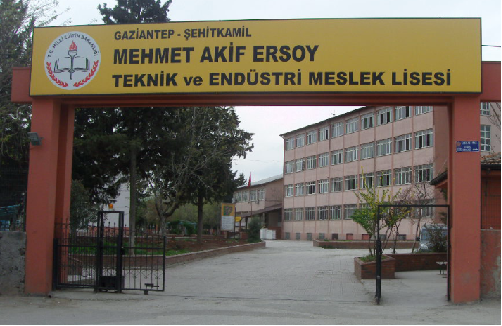 GAZİANTEP - ŞEHİTKAMİL
MEHMET AKİF ERSOY
TEKNİK ve ENDÜSTRİ MESLEK LİSESİ